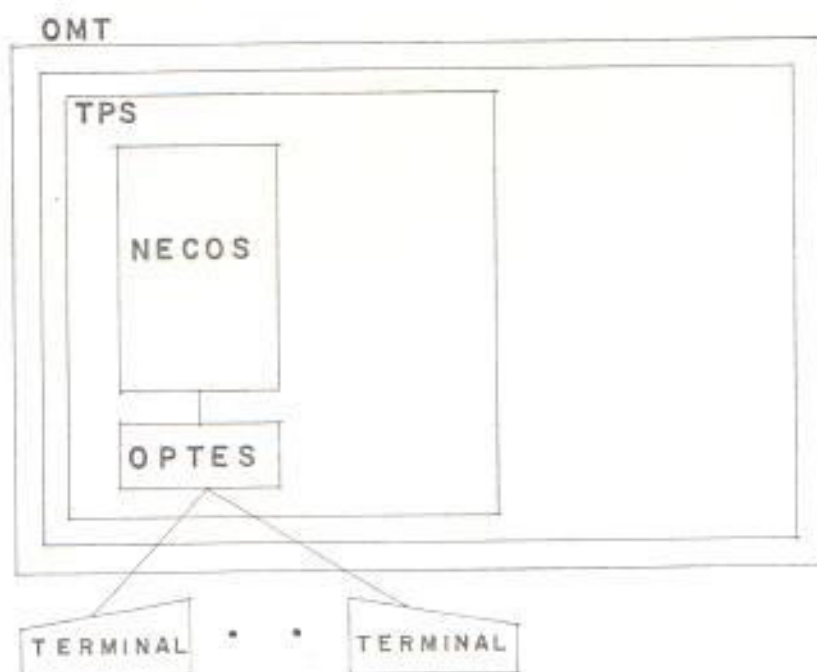 OMT
TPS
NECOS
OPTES
TERMINAL • • TERMINAL